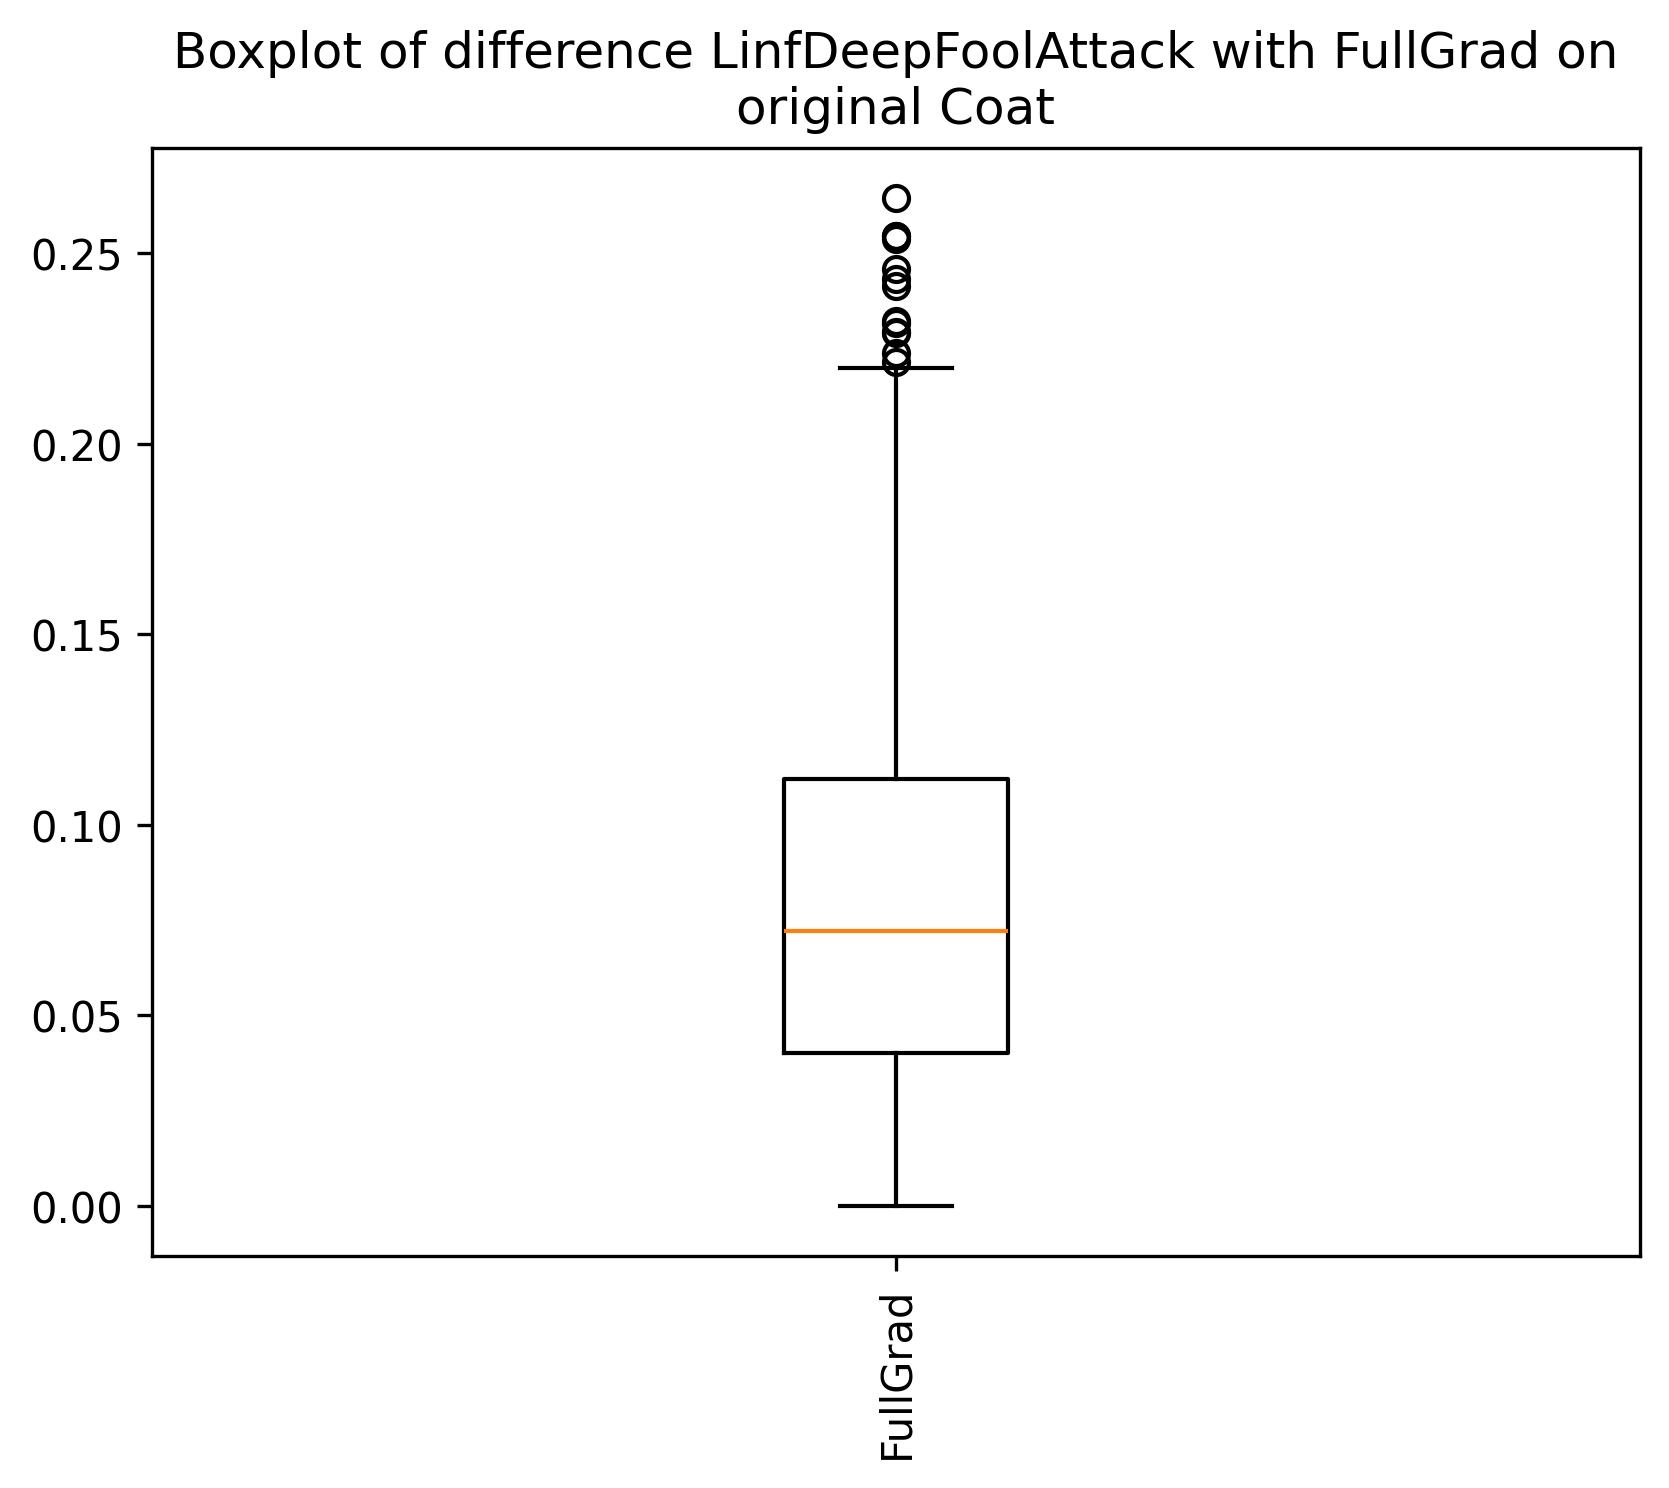 Boxplot of difference LinfDeepFoolAttack with FullGrad on
original Coat
0.25
0.20
0.15
0.10
0.05
0.00
FullGrad